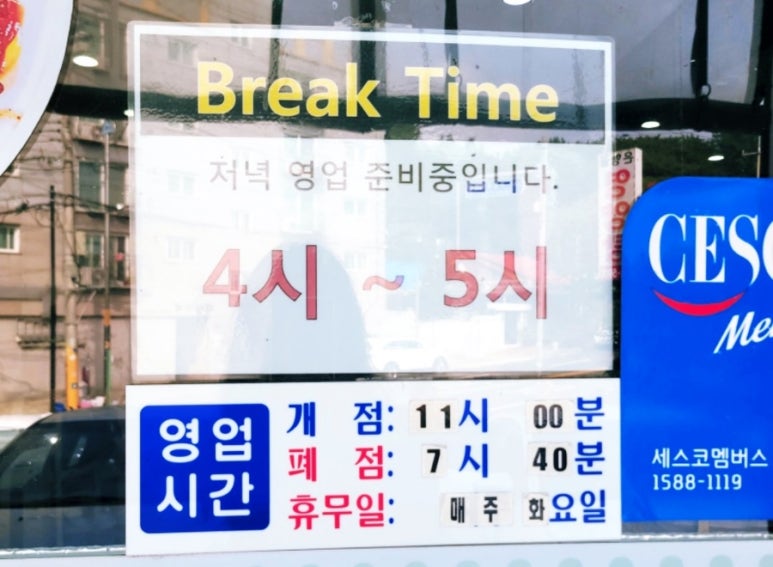 Break Time
저녁 영업 준비중입니다.
4시 ~ 5시
영업
시간
개 점: 11시 00분
폐 점: 7시 40분
휴무일: 매주화요일
세스코멤버스
1588-1119